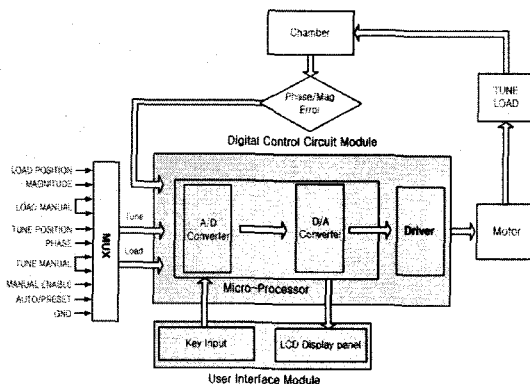 Chamber
Phase/Mag
Error
TUNE
LOAD
Digital Control Circuit Module
LOAD POSITION
MAGNITUDE
LOAD MANUAL
TUNE POSITION
PHASE
TUNE MANUAL
MANUAL ENABLE
AUTO/PRESET
GND
MUX
Tune
Load
A/D
Converter
D/A
Converter
Driver
Motor
Micro-Processor
Key Input
LCD Display panel
User Interface Module